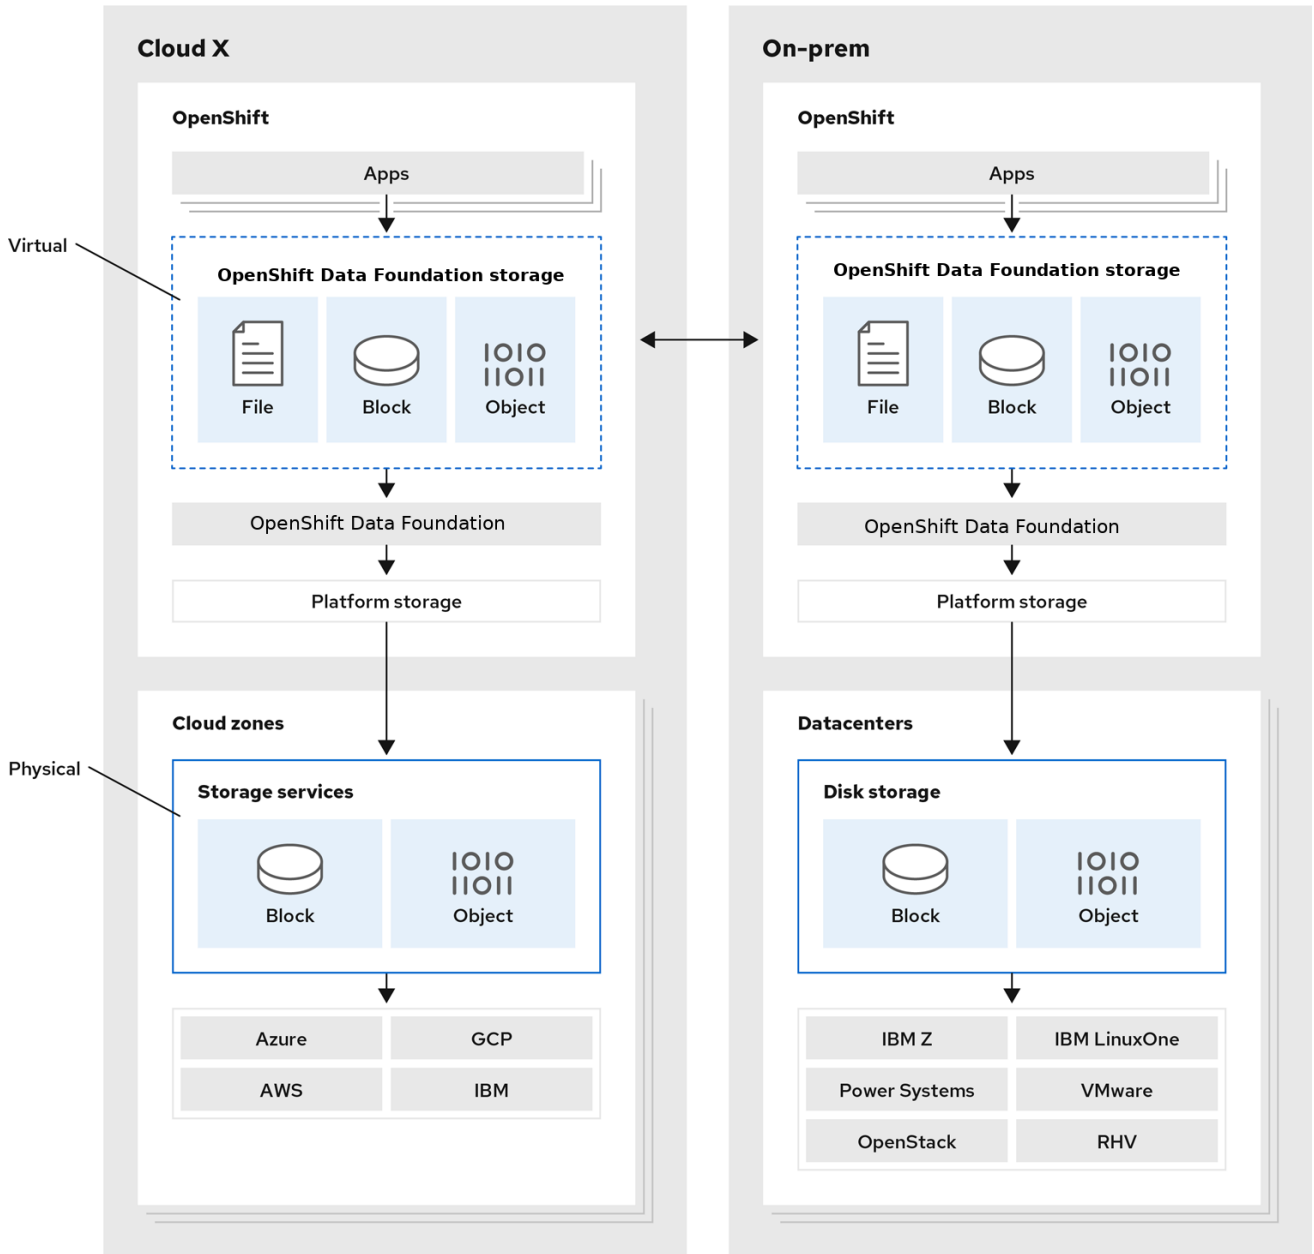 Cloud X
OpenShift
Apps
Virtual
OpenShift Data Foundation storage
File
Block
Object
OpenShift Data Foundation
Platform storage
Cloud zones
Physical
Storage services
Block
Object
Azure
GCP
AWS
IBM
On-prem
OpenShift
Apps
OpenShift Data Foundation storage
File
Block
Object
OpenShift Data Foundation
Platform storage
Datacenters
Disk storage
Block
Object
IBM Z
IBM LinuxOne
Power Systems
VMware
OpenStack
RHV